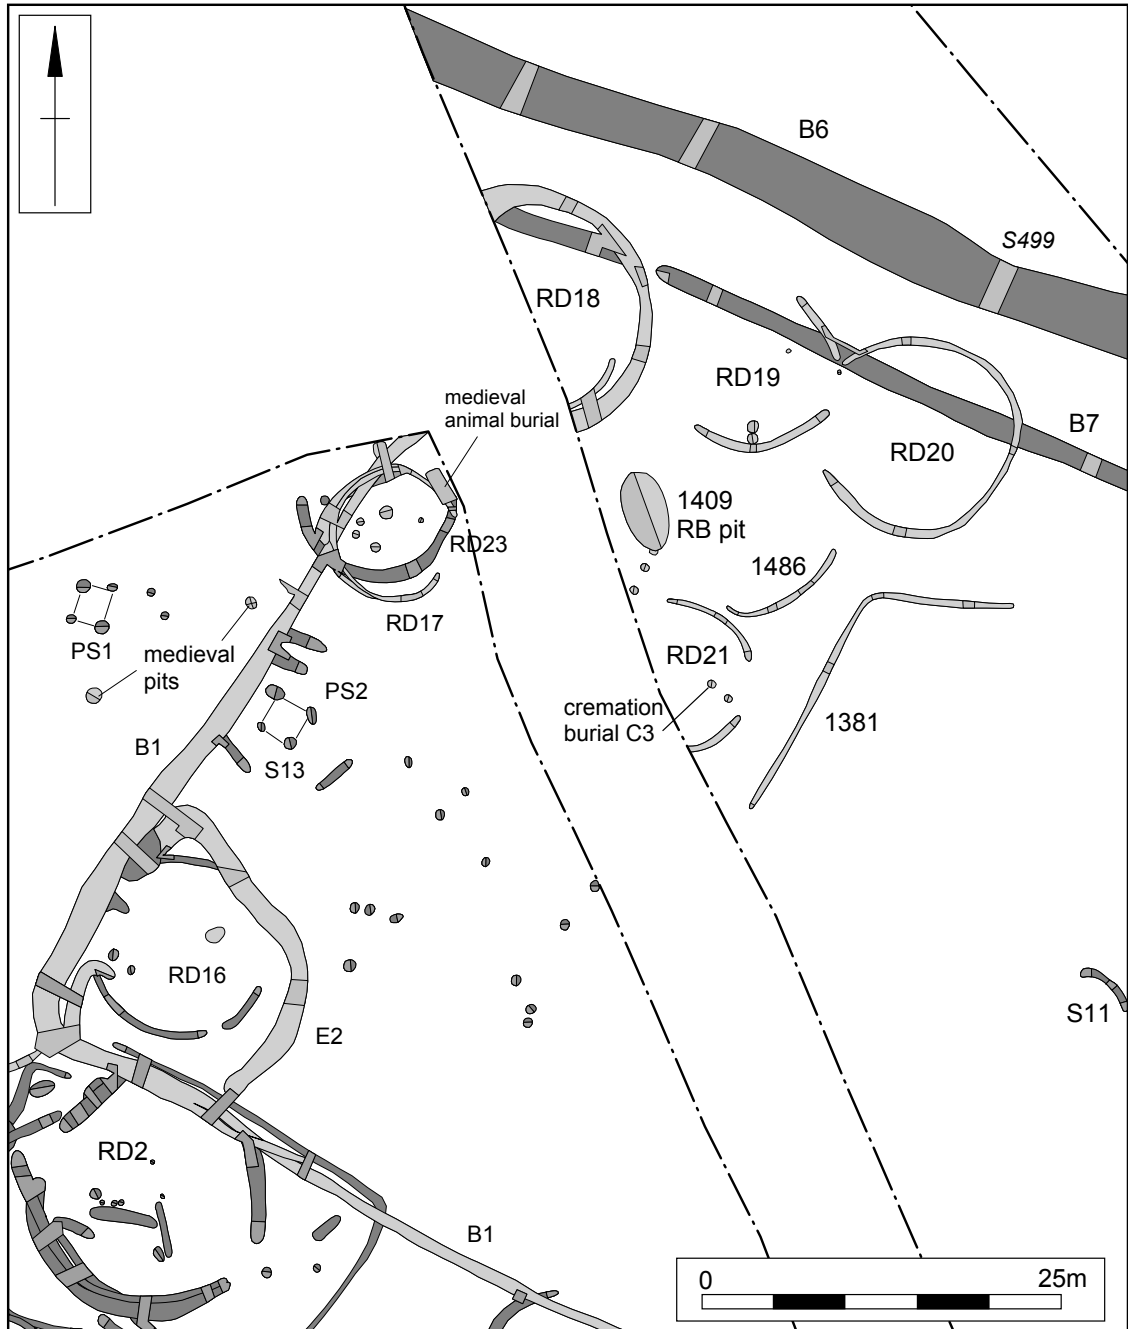 B6
S499
RD18
RD19
medieval
animal burial
B7
RD20
1409
RB pit
RD23
1486
RD17
PS1
medieval
pits
RD21
PS2
cremation
burial C3
1381
B1
S13
RD16
S11
E2
RD2
B1
0 25m